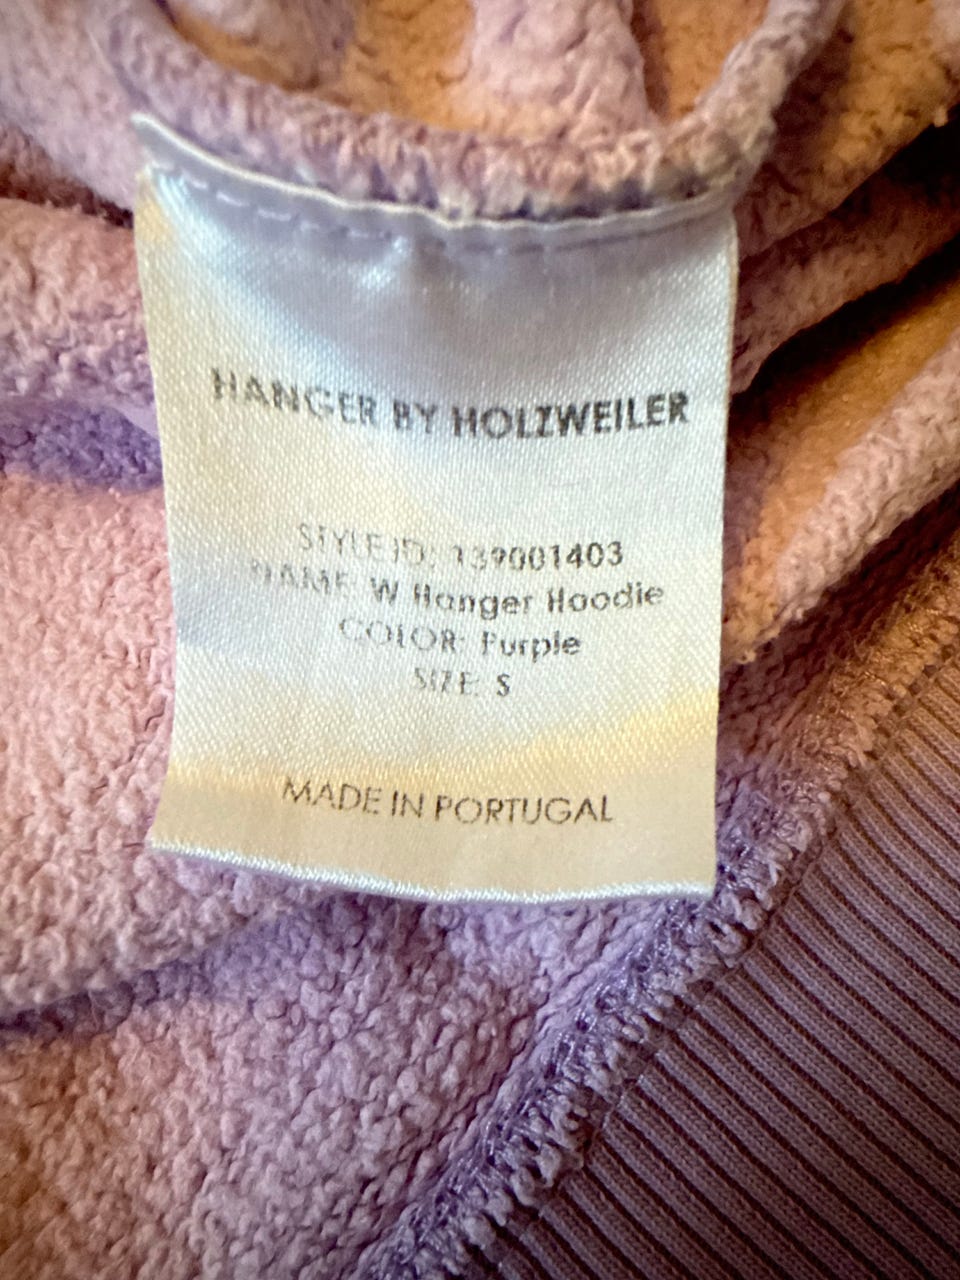 HANGER BY HOLZWEILER
STYLE ID: 139001403
NAME: W Hanger Hoodie
COLOR: Purple
SIZE: S
MADE IN PORTUGAL